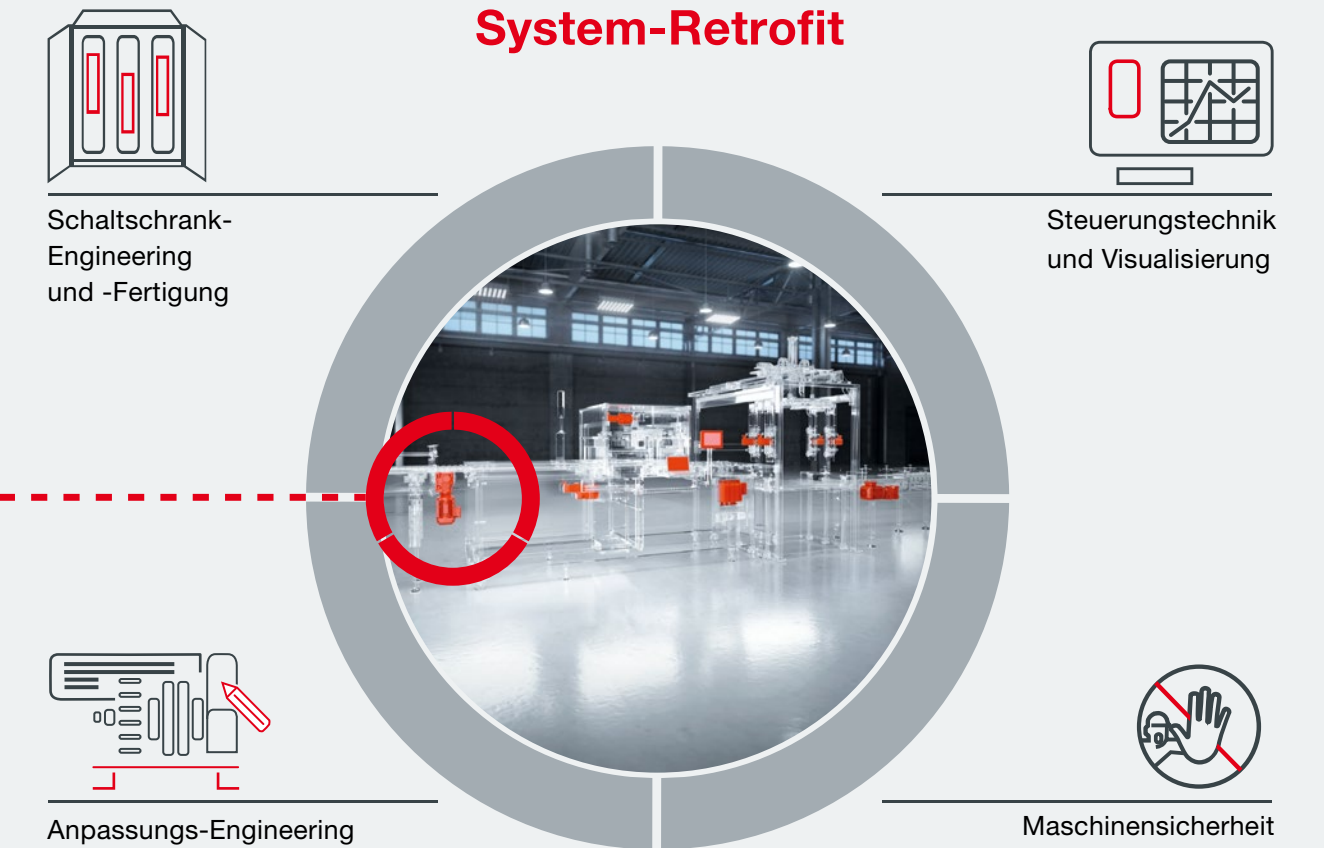 System-Retrofit
Schaltschrank-
Engineering
und -Fertigung
Steuerungstechnik
und Visualisierung
Anpassungs-Engineering
Maschinensicherheit